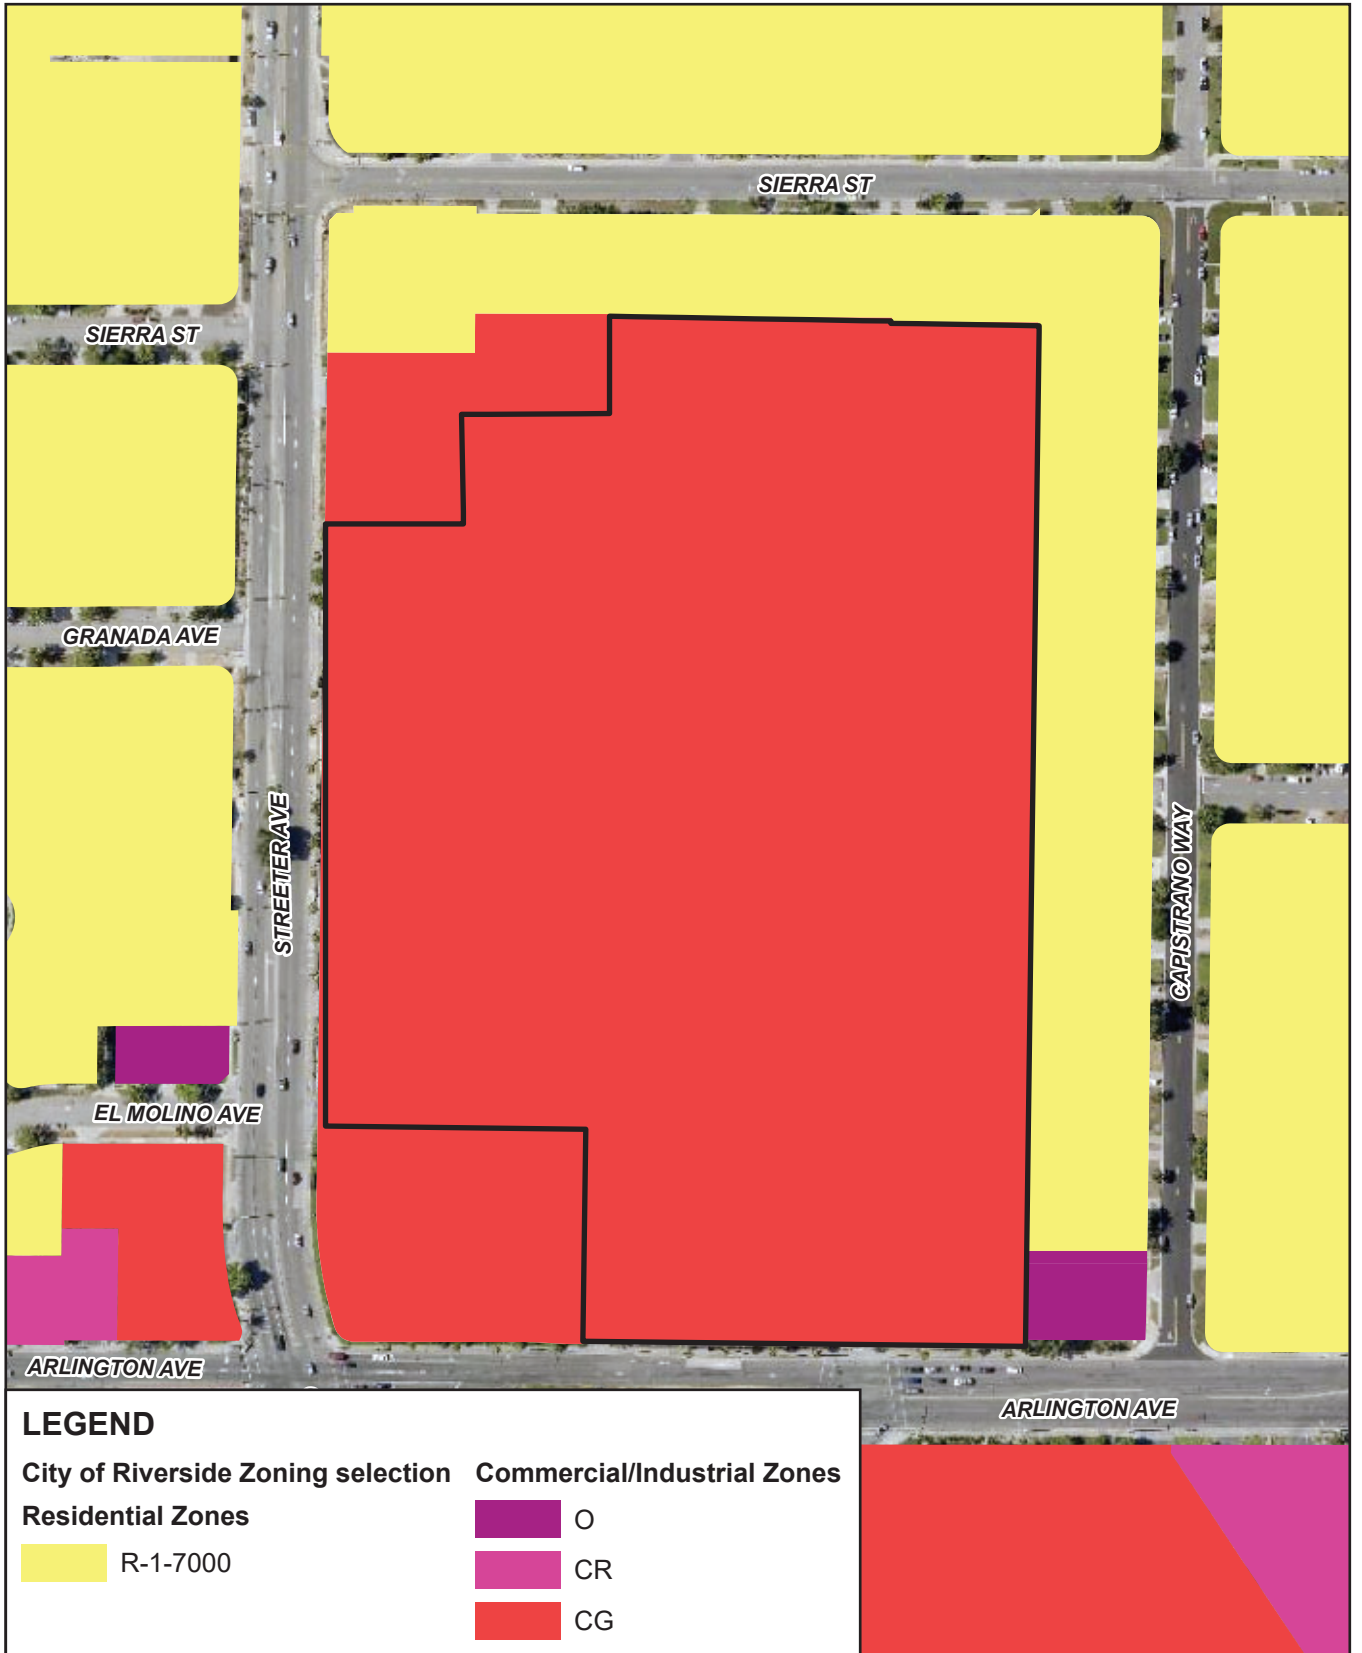 SIERRA ST
SIERRA ST
GRANADA AVE
STREETER AVE
CAPISTRANO WAY
EL MOLINO AVE
ARLINGTON AVE
ARLINGTON AVE
LEGEND
City of Riverside Zoning selection
Residential Zones
R-1-7000
Commercial/Industrial Zones
O
CR
CG